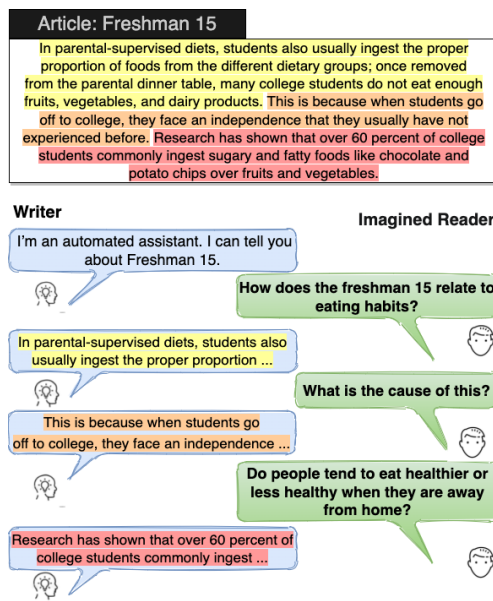 Article: Freshman 15
In parental-supervised diets, students also usually ingest the proper
proportion of foods from the different dietary groups; once removed
from the parental dinner table, many college students do not eat enough
fruits, vegetables, and dairy products. This is because when students go
off to college, they face an independence that they usually have not
experienced before. Research has shown that over 60 percent of college
students commonly ingest sugary and fatty foods like chocolate and
potato chips over fruits and vegetables.
Writer
Imagined Reader
I'm an automated assistant. I can tell you
about Freshman 15.
How does the freshman 15 relate to
eating habits?
In parental-supervised diets, students also
usually ingest the proper proportion ...
What is the cause of this?
This is because when students go
off to college, they face an independence ...
Do people tend to eat healthier or
less healthy when they are away
from home?
Research has shown that over 60 percent of
college students commonly ingest ...